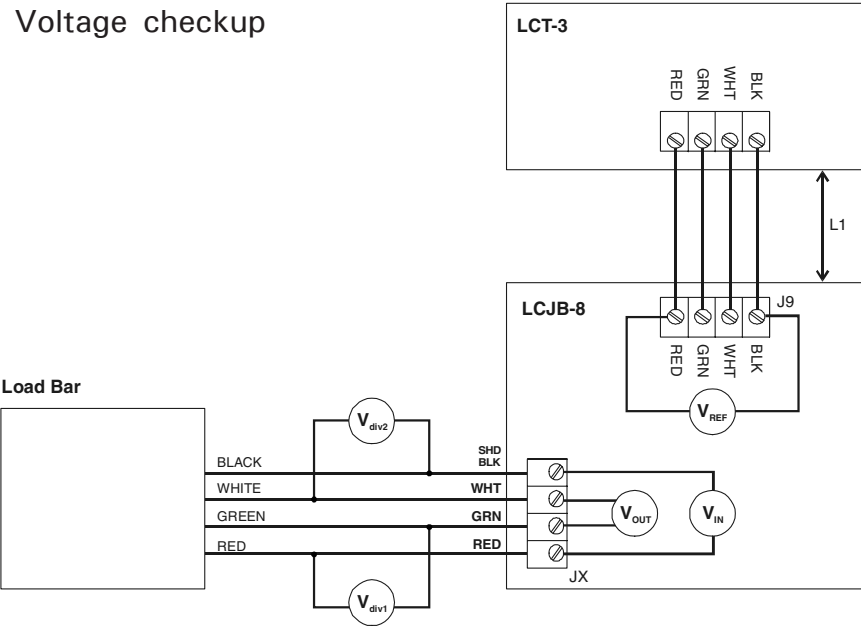 Voltage checkup
LCT-3
RED
GRN
WHT
BLK
L1
LCJB-8
J9
RED
GRN
WHT
BLK
VREF
Load Bar
Vdiv2
BLACK
SHD
BLK
WHITE
WHT
GREEN
GRN
RED
RED
VOUT
VIN
JX
Vdiv1